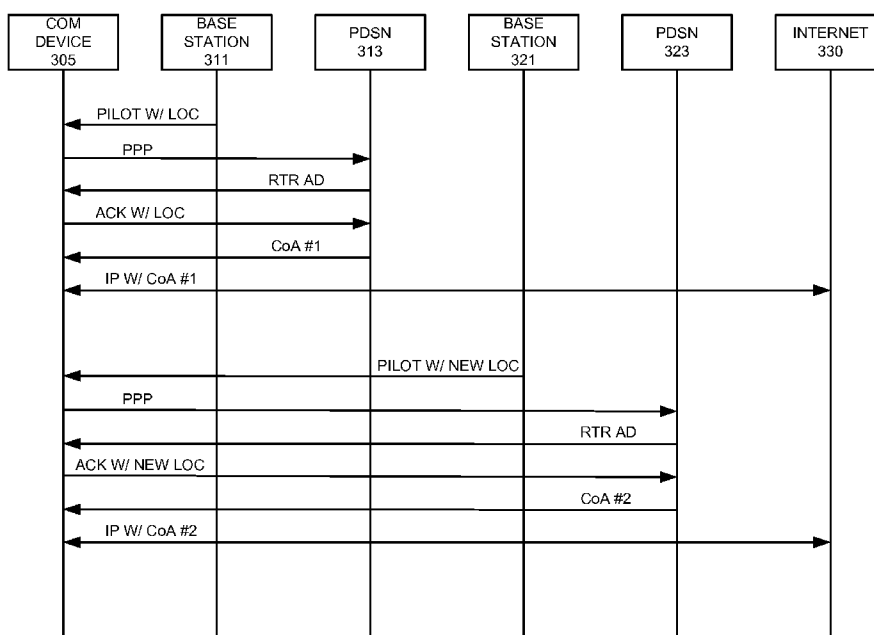 COM
DEVICE
305
BASE
STATION
311
PDSN
313
BASE
STATION
321
PDSN
323
INTERNET
330
PILOT W/ LOC
PPP
RTR AD
ACK W/ LOC
CoA #1
IP W/ CoA #1
PILOT W/ NEW LOC
PPP
RTR AD
ACK W/ NEW LOC
CoA #2
IP W/ CoA #2